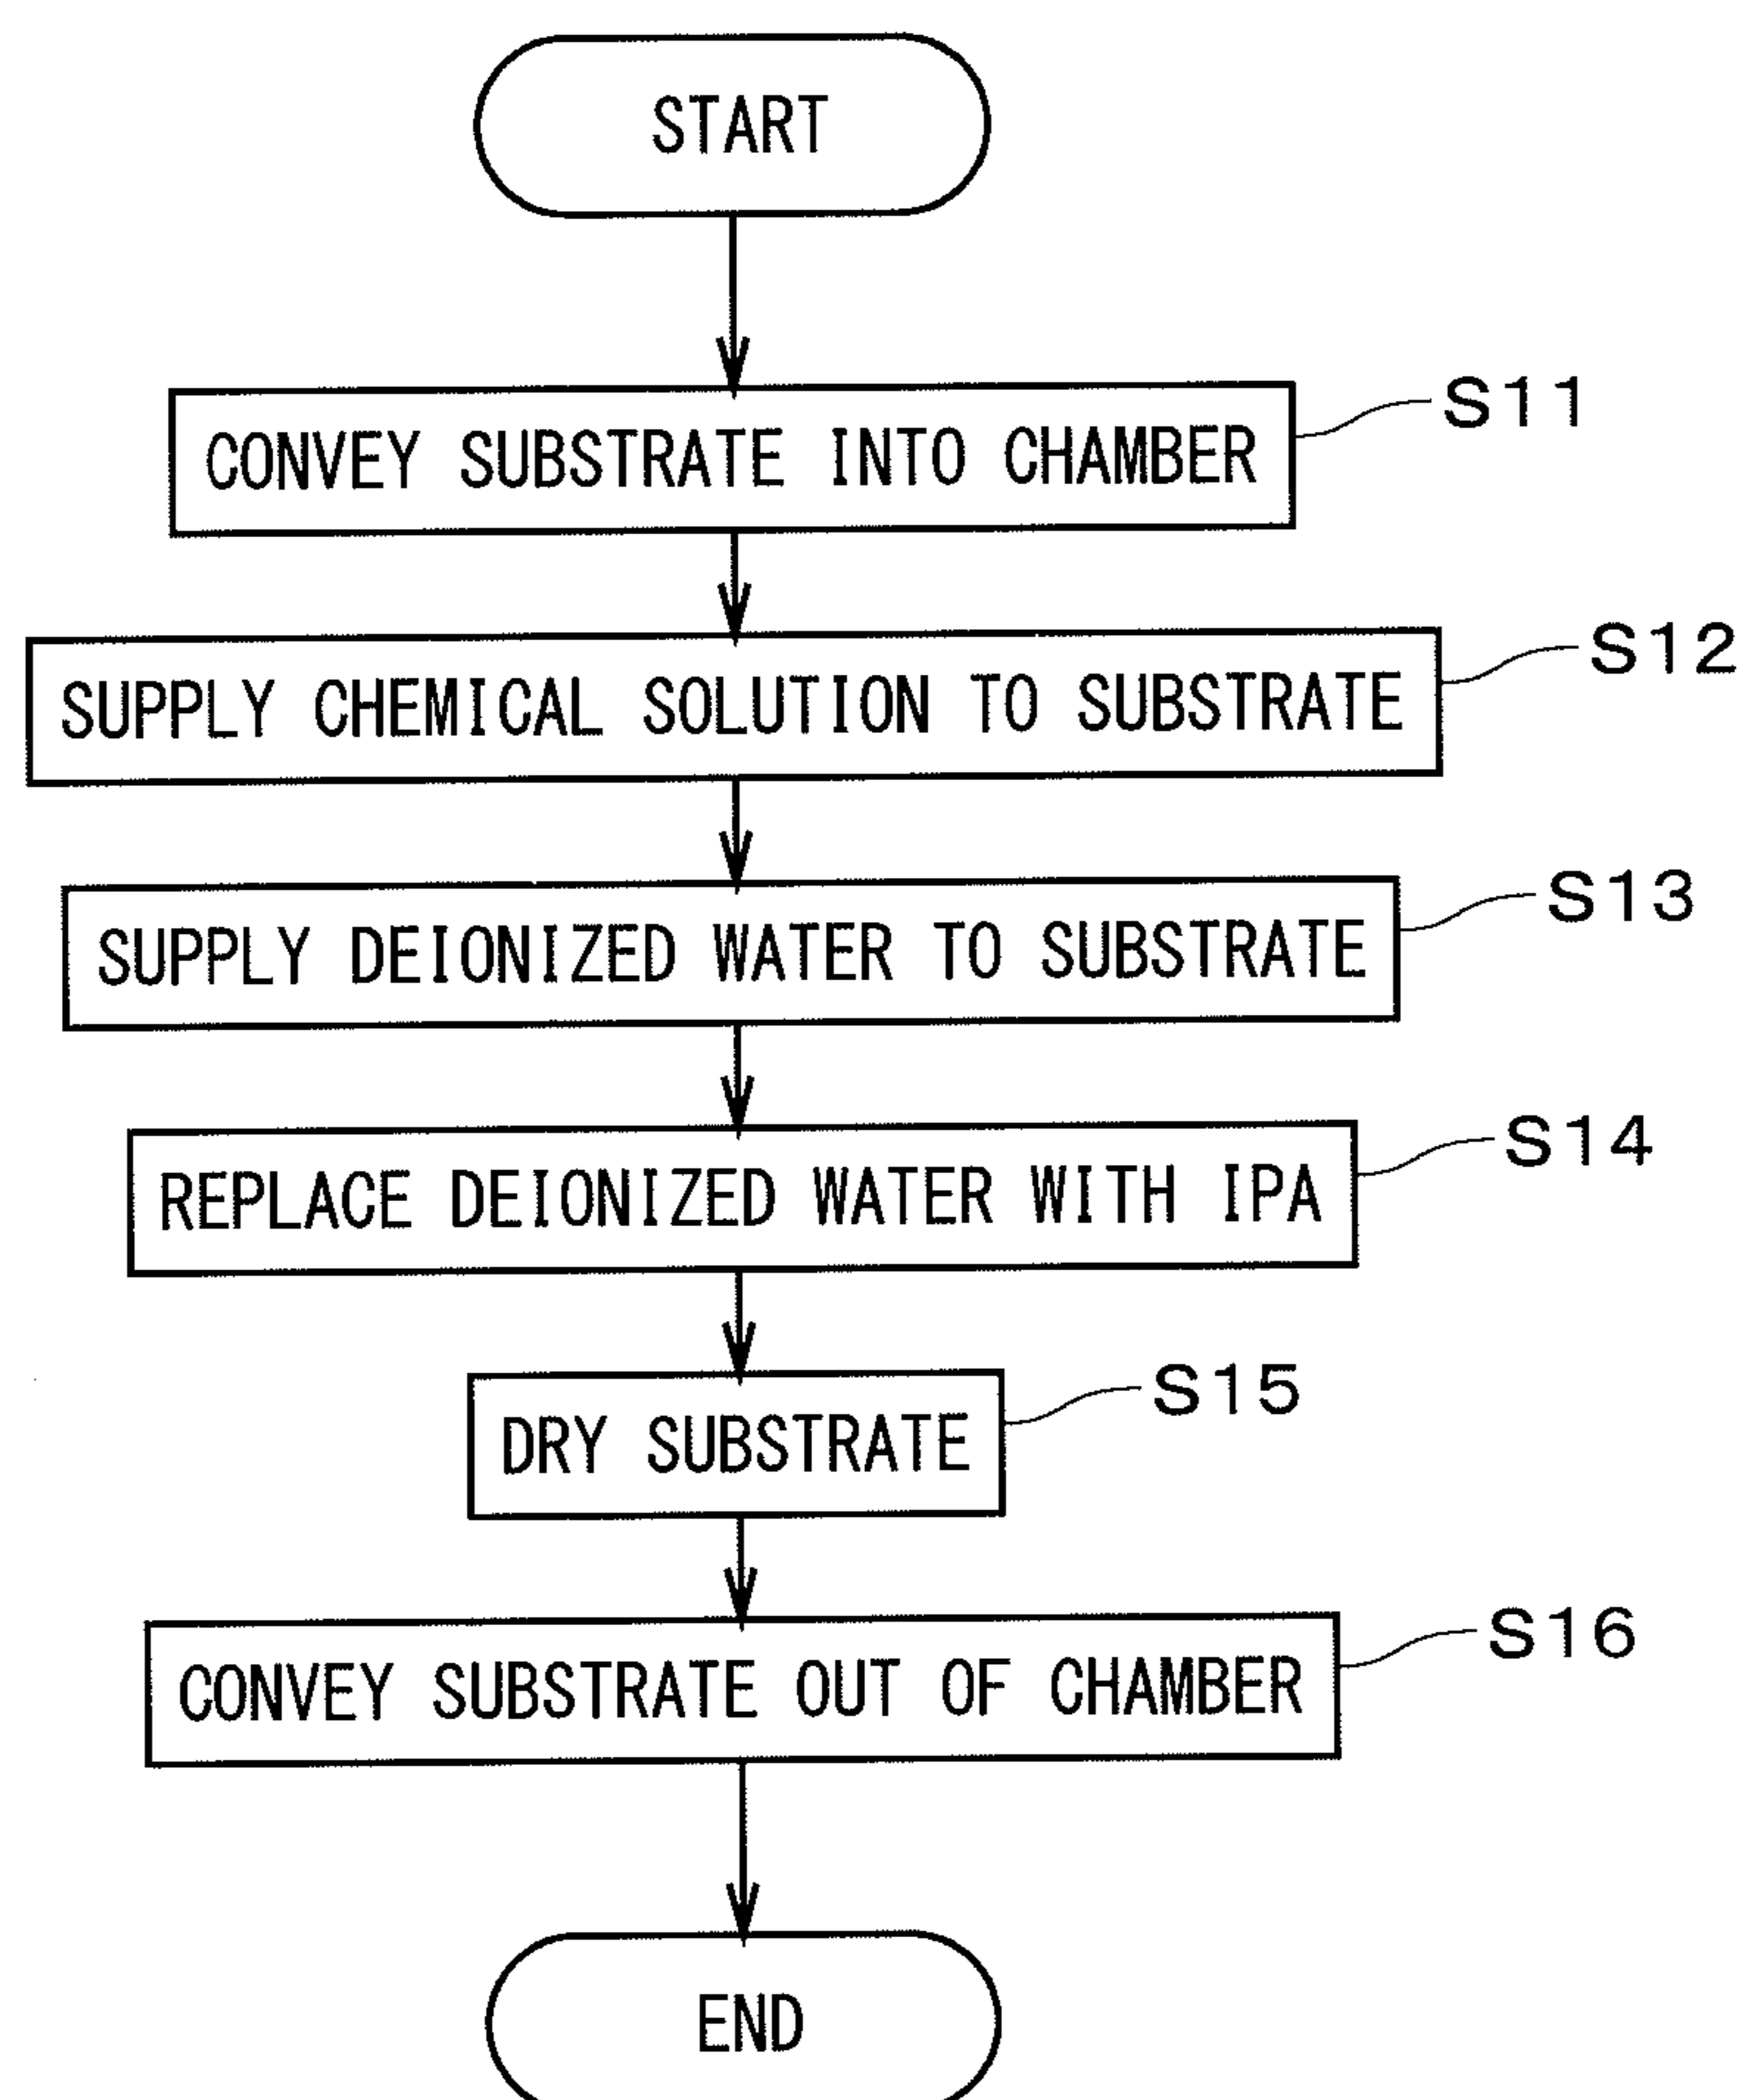 START
CONVEY SUBSTRATE INTO CHAMBER
S11
SUPPLY CHEMICAL SOLUTION TO SUBSTRATE
S12
SUPPLY DEIONIZED WATER TO SUBSTRATE
S13
REPLACE DEIONIZED WATER WITH IPA
S14
DRY SUBSTRATE
S15
CONVEY SUBSTRATE OUT OF CHAMBER
S16
END